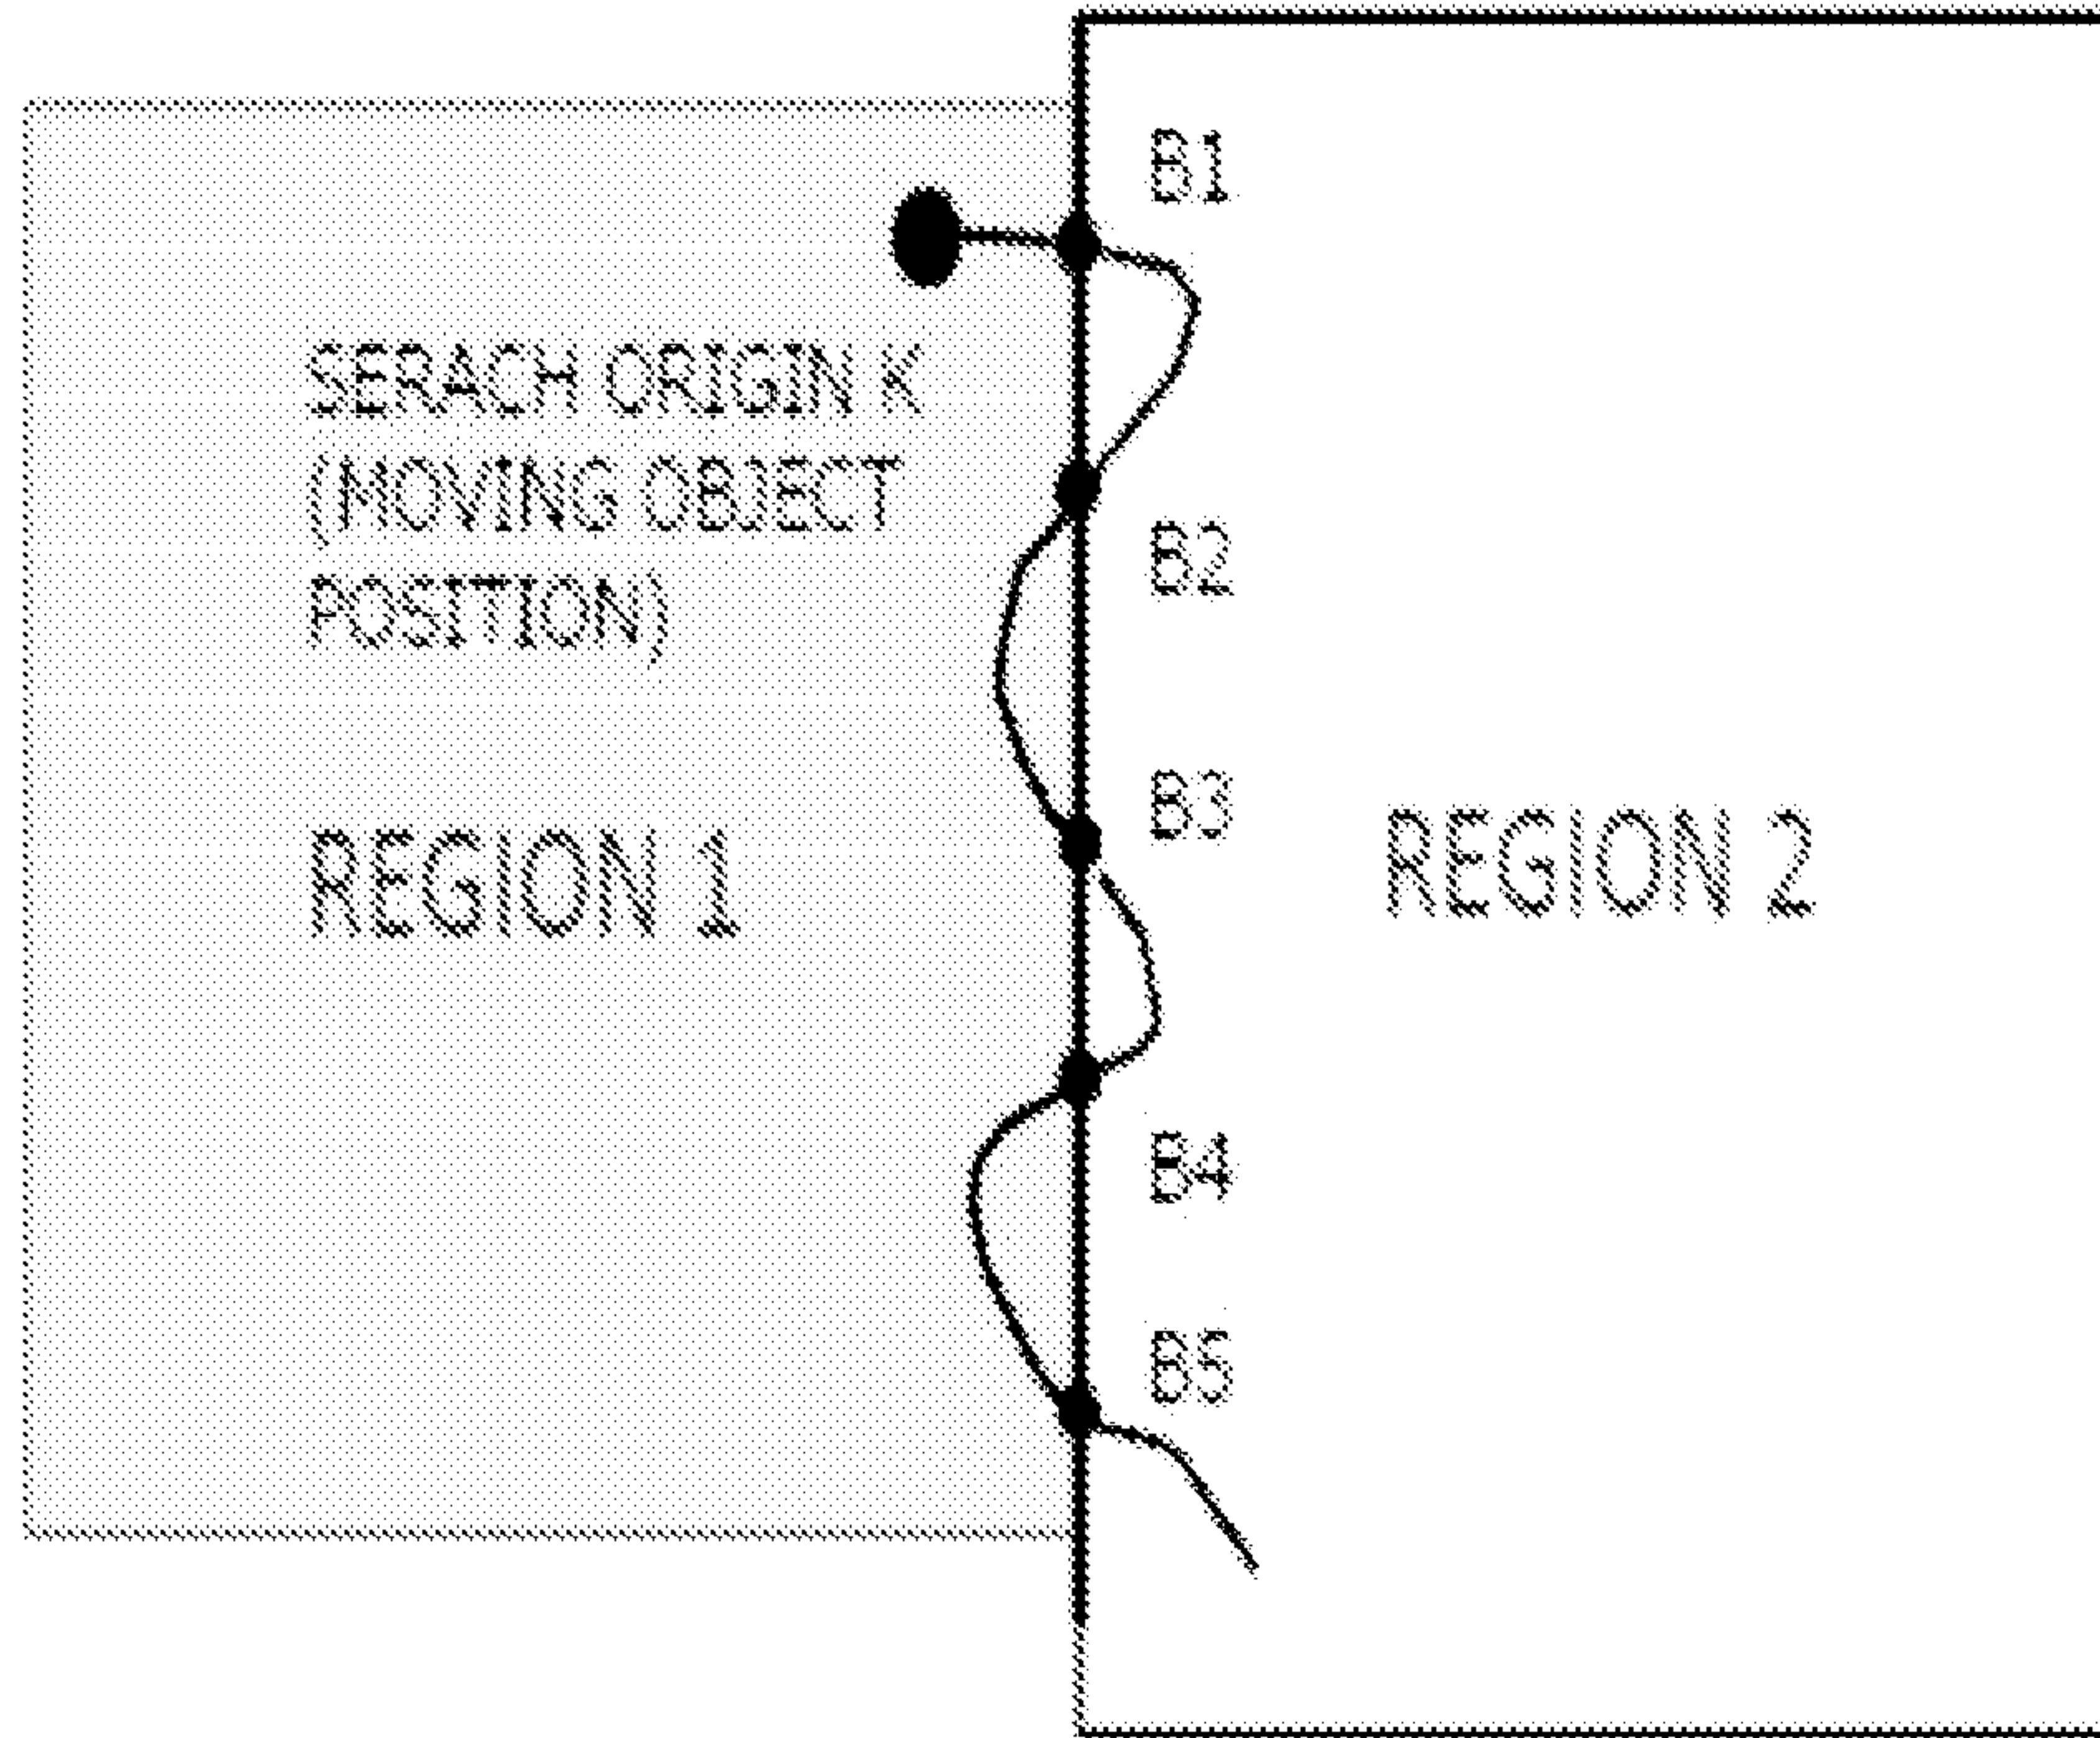 B1
SERACH ORIGIN K
(MOVING OBJECT
POSITION)
B2
B3
REGION 1
REGION 2
B4
B5